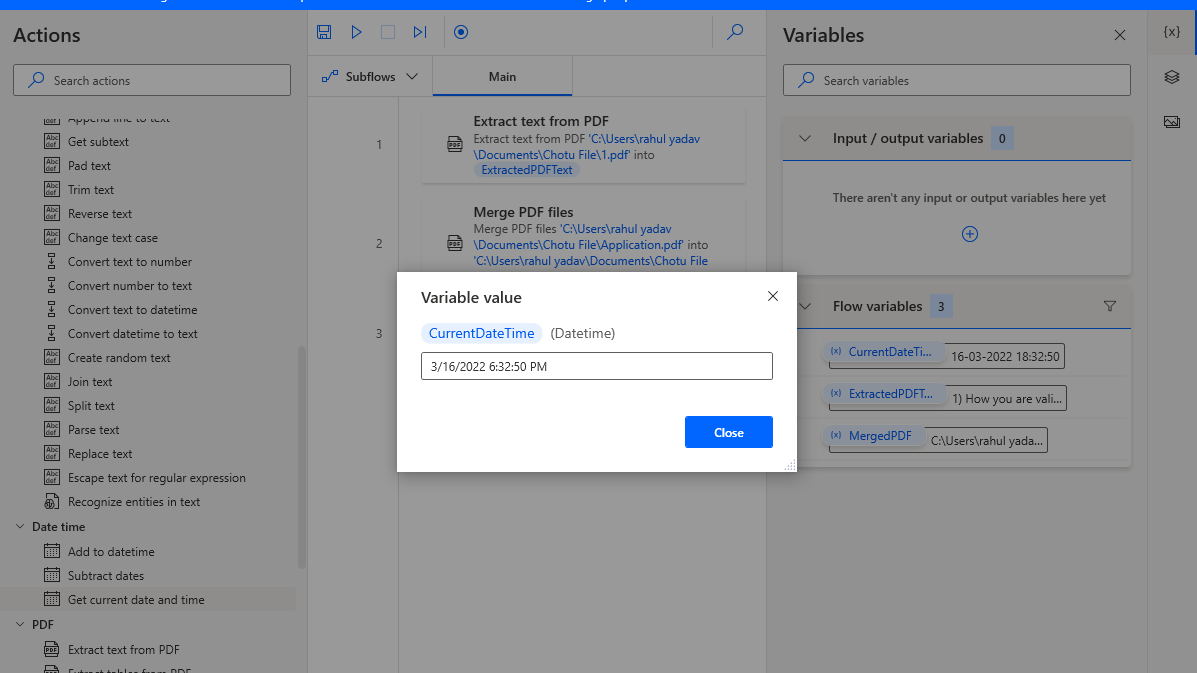 Actions
Search actions
Append line to text
Get subtext
Pad text
Trim text
Reverse text
Change text case
Convert text to number
Convert number to text
Convert text to datetime
Convert datetime to text
Create random text
Join text
Split text
Parse text
Replace text
Escape text for regular expression
Recognize entities in text
Date time
Add to datetime
Subtract dates
Get current date and time
PDF
Extract text from PDF
Extract tables from PDF
Subflows
Main
1
Extract text from PDF
Extract text from PDF 'C:\Users\rahul yadav
\Documents\Chotu File\1.pdf' into
ExtractedPDFText
2
Merge PDF files
Merge PDF files 'C:\Users\rahul yadav
\Documents\Chotu File\Application.pdf' into
'C:\Users\rahul yadav\Documents\Chotu File
3
Variable value
CurrentDateTime (Datetime)
3/16/2022 6:32:50 PM
Close
Variables
{x}
Search variables
Input / output variables 0
There aren't any input or output variables here yet
Flow variables 3
(x) CurrentDateTi... 16-03-2022 18:32:50
(x) ExtractedPDFT... 1) How you are vali...
(x) MergedPDF C:\Users\rahul yada...